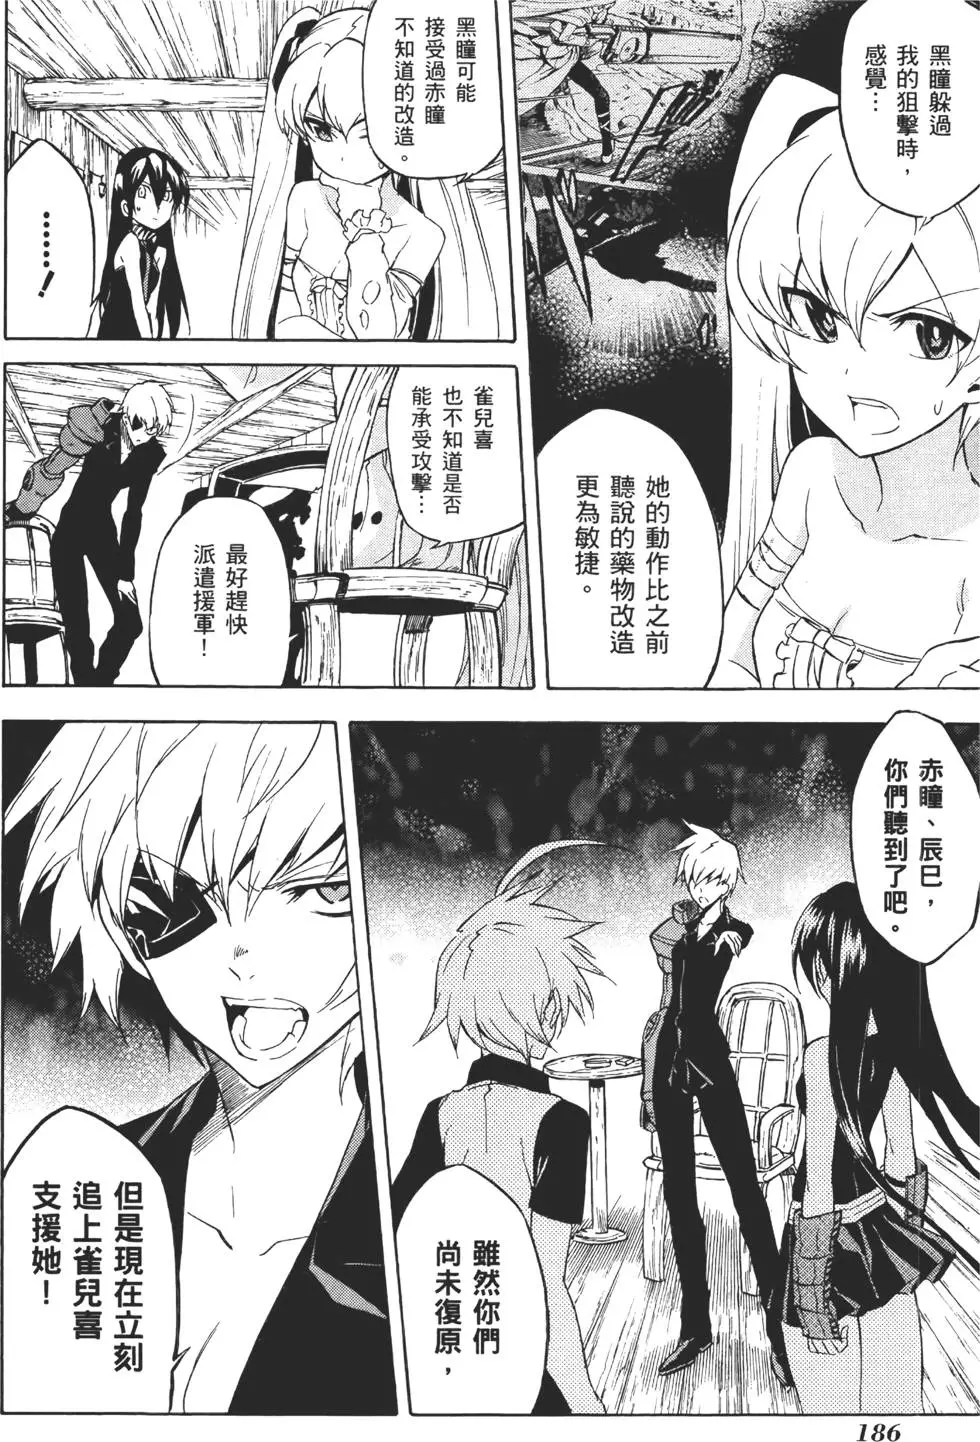 黑瞳躲過
我的狙擊時，
感覺…
她的動作比之前
聽說的藥物改造
更為敏捷。
黑瞳可能
接受過赤瞳
不知道的改造。
……！
雀兒喜
也不知道是否
能承受攻擊…
最好趕快
派遣援軍！
赤瞳、辰巳，
你們聽到了吧。
雖然你們
尚未復原，
但是現在立刻
追上雀兒喜
支援她！
186